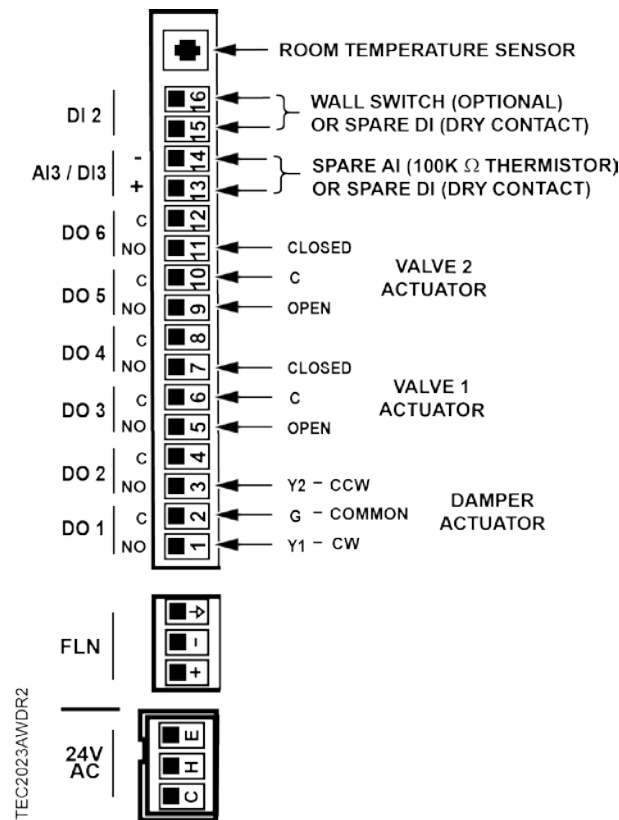 ROOM TEMPERATURE SENSOR
DI 2
16
15
WALL SWITCH (OPTIONAL)
OR SPARE DI (DRY CONTACT)
AI3 / DI3
-
+
14
13
SPARE AI (100K Ω THERMISTOR)
OR SPARE DI (DRY CONTACT)
DO 6
C
NO
12
11
CLOSED
DO 5
C
NO
10
9
C
OPEN
VALVE 2
ACTUATOR
DO 4
C
NO
8
7
CLOSED
DO 3
C
NO
6
5
C
OPEN
VALVE 1
ACTUATOR
DO 2
C
NO
4
3
Y2 – CCW
DO 1
C
NO
2
1
G – COMMON
Y1 – CW
DAMPER
ACTUATOR
FLN
-
+
24V
AC
E
H
C
TEC2023AWDR2